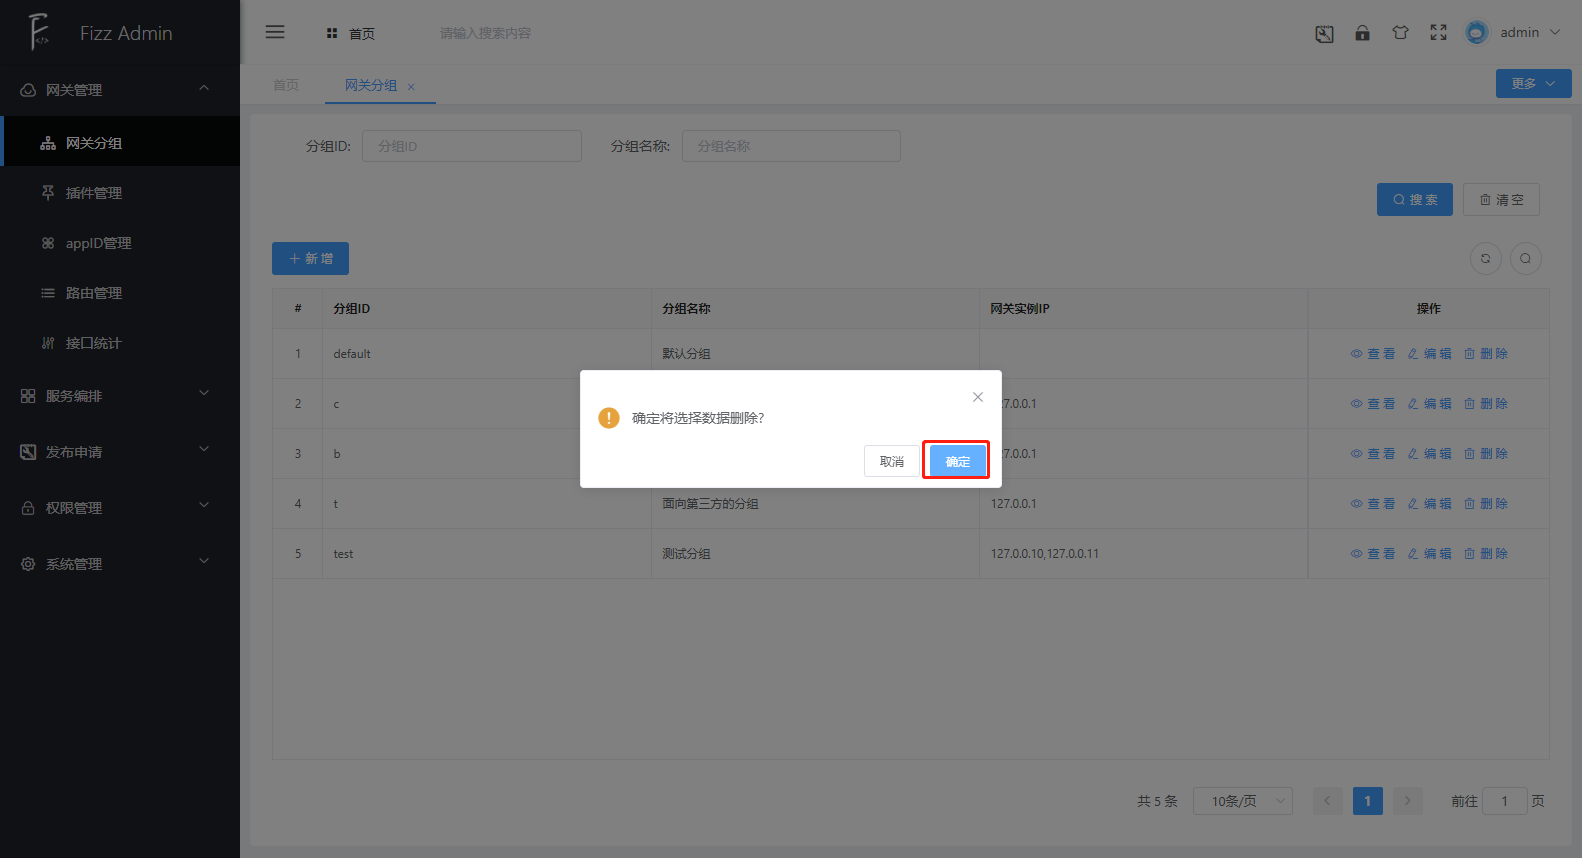 Fizz Admin
首页
请输入搜索内容
admin
网关管理
网关分组
插件管理
appID管理
路由管理
接口统计
服务编排
发布申请
权限管理
系统管理
首页
网关分组
更多
分组ID:
分组ID
分组名称:
分组名称
搜 索
清 空
新 增
# 分组ID 分组名称 网关实例IP 操作
1 default 默认分组 查 看 编 辑 删 除
2 c 27.0.0.1 查 看 编 辑 删 除
3 b 27.0.0.1 查 看 编 辑 删 除
4 t 面向第三方的分组 127.0.0.1 查 看 编 辑 删 除
5 test 测试分组 127.0.0.10,127.0.0.11 查 看 编 辑 删 除
确定将选择数据删除?
取消
确定
共 5 条 10条/页 1 前往 1 页